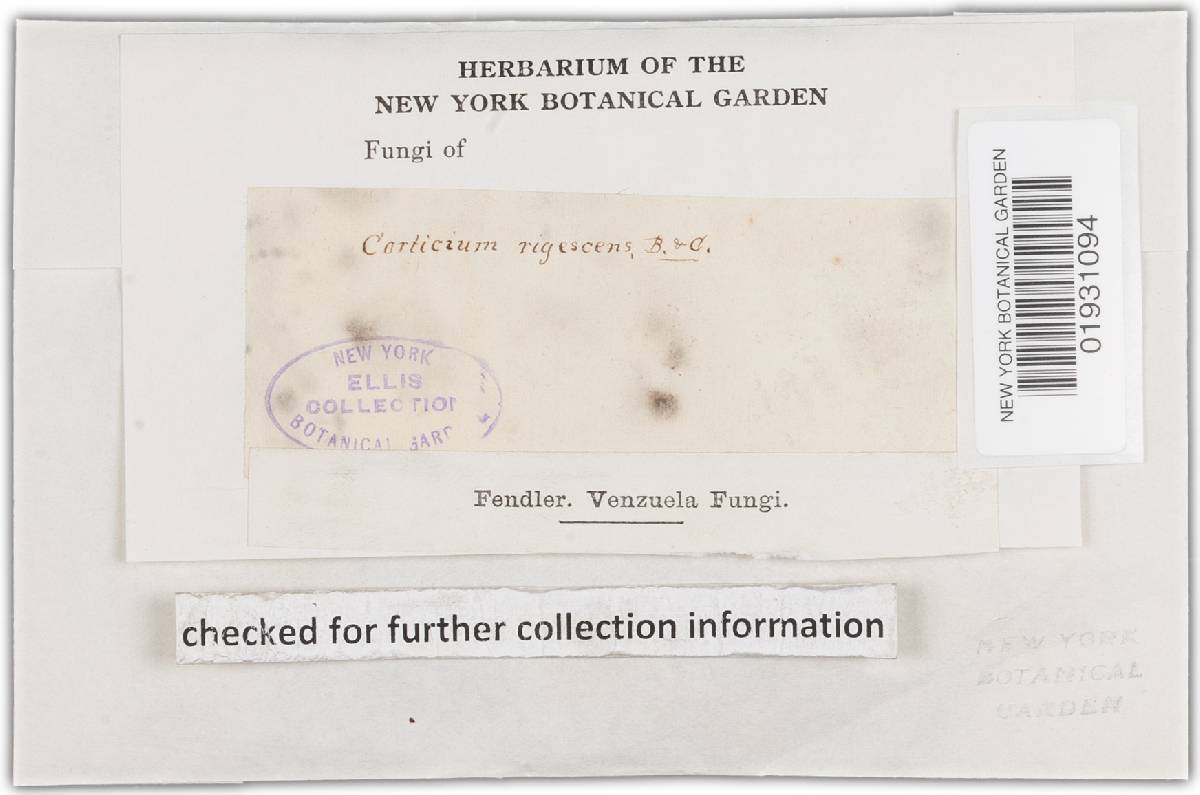 HERBARIUM OF THE
NEW YORK BOTANICAL GARDEN
Fungi of
Corticium rigescens, B. & C.
NEW YORK
ELLIS
COLLECTION
BOTANICAL GARD
Fendler. Venzuela Fungi.
NEW YORK BOTANICAL GARDEN
01931094
checked for further collection information
NEW YORK
BOTANICAL
GARDEN